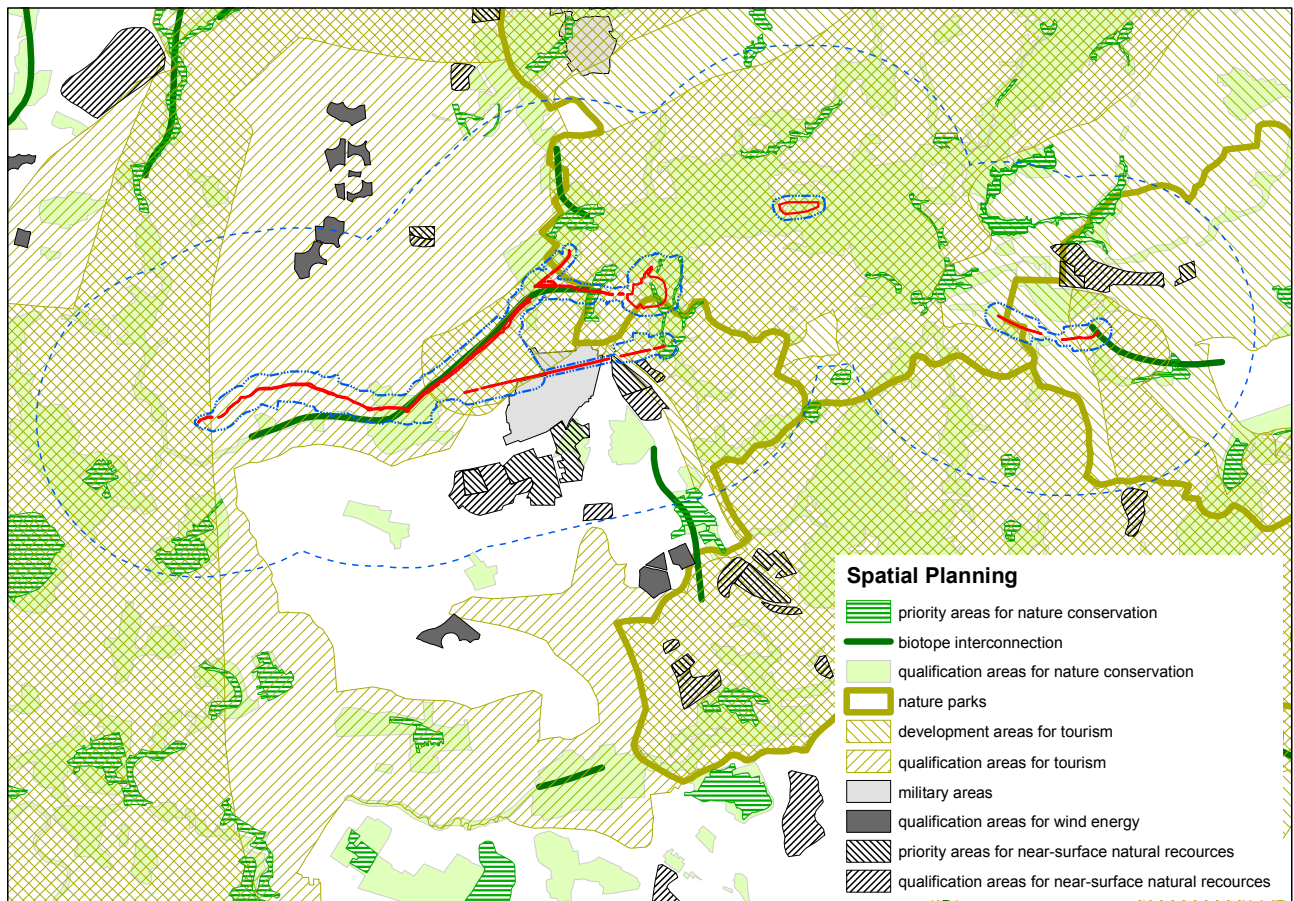 Spatial Planning
priority areas for nature conservation
biotope interconnection
qualification areas for nature conservation
nature parks
development areas for tourism
qualification areas for tourism
military areas
qualification areas for wind energy
priority areas for near-surface natural recources
qualification areas for near-surface natural recources